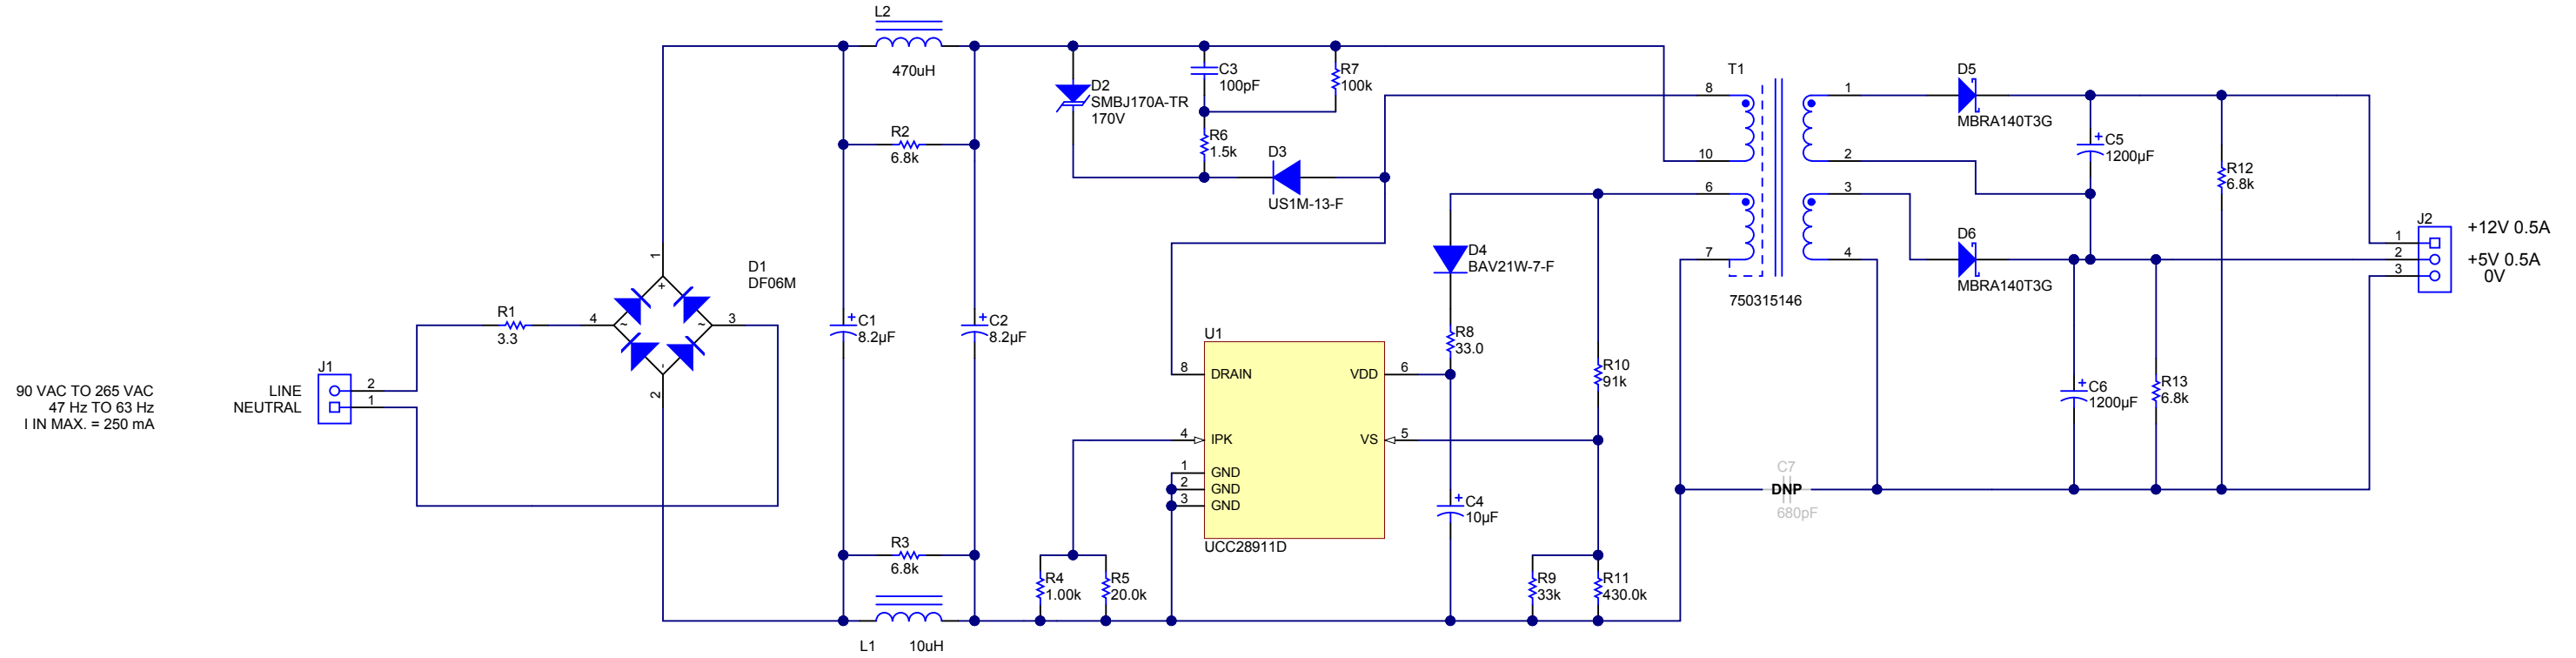 90 VAC TO 265 VAC
47 Hz TO 63 Hz
I IN MAX. = 250 mA
LINE
NEUTRAL
J1
2
1
R1
3.3
4
1
3
2
+
~
~
-
D1
DF06M
L2
470uH
R2
6.8k
+
C1
8.2µF
+
C2
8.2µF
R3
6.8k
L1
10uH
D2
SMBJ170A-TR
170V
C3
100pF
R7
100k
R6
1.5k
D3
US1M-13-F
R4
1.00k
R5
20.0k
U1
8
DRAIN
VDD
6
4
IPK
VS
5
1
GND
2
GND
3
GND
UCC28911D
D4
BAV21W-7-F
R8
33.0
+
C4
10µF
R10
91k
R9
33k
R11
430.0k
T1
8
10
6
7
1
2
3
4
750315146
C7
DNP
680pF
D5
MBRA140T3G
D6
MBRA140T3G
+
C5
1200µF
+
C6
1200µF
R12
6.8k
R13
6.8k
J2
1
2
3
+12V 0.5A
+5V 0.5A
0V